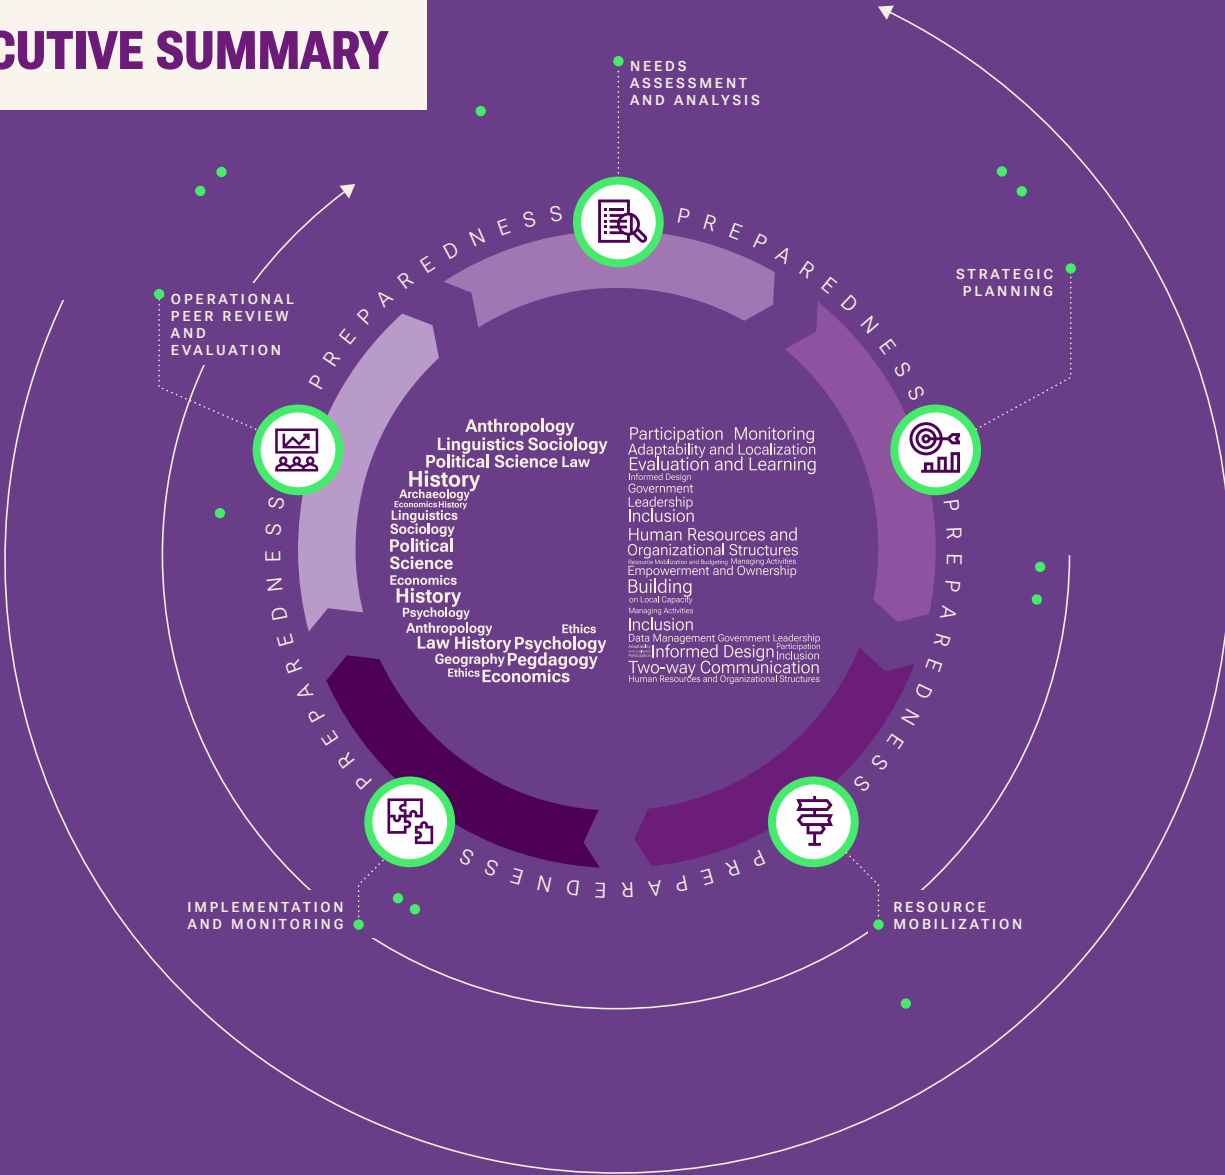 CUTIVE SUMMARY
NEEDS
ASSESSMENT
AND ANALYSIS
STRATEGIC
PLANNING
OPERATIONAL
PEER REVIEW
AND
EVALUATION
PREPAREDNESS
PREPAREDNESS
PREPAREDNESS
PREPAREDNESS
PREPAREDNESS
Anthropology
Linguistics Sociology
Political Science Law
History
Archaeology
Economics History
Linguistics
Sociology
Political
Science
Economics
History
Psychology
Anthropology Ethics
Law History Psychology
Geography Pegdagogy
Ethics Economics
Participation Monitoring
Adaptability and Localization
Evaluation and Learning
Informed Design
Government
Leadership
Inclusion
Human Resources and
Organizational Structures
Resource Mobilization and Budgeting Managing Activities
Empowerment and Ownership
Building
on Local Capacity
Managing Activities
Inclusion
Data Management Government Leadership
Informed Design Participation
Inclusion
Two-way Communication
Human Resources and Organizational Structures
IMPLEMENTATION
AND MONITORING
RESOURCE
MOBILIZATION